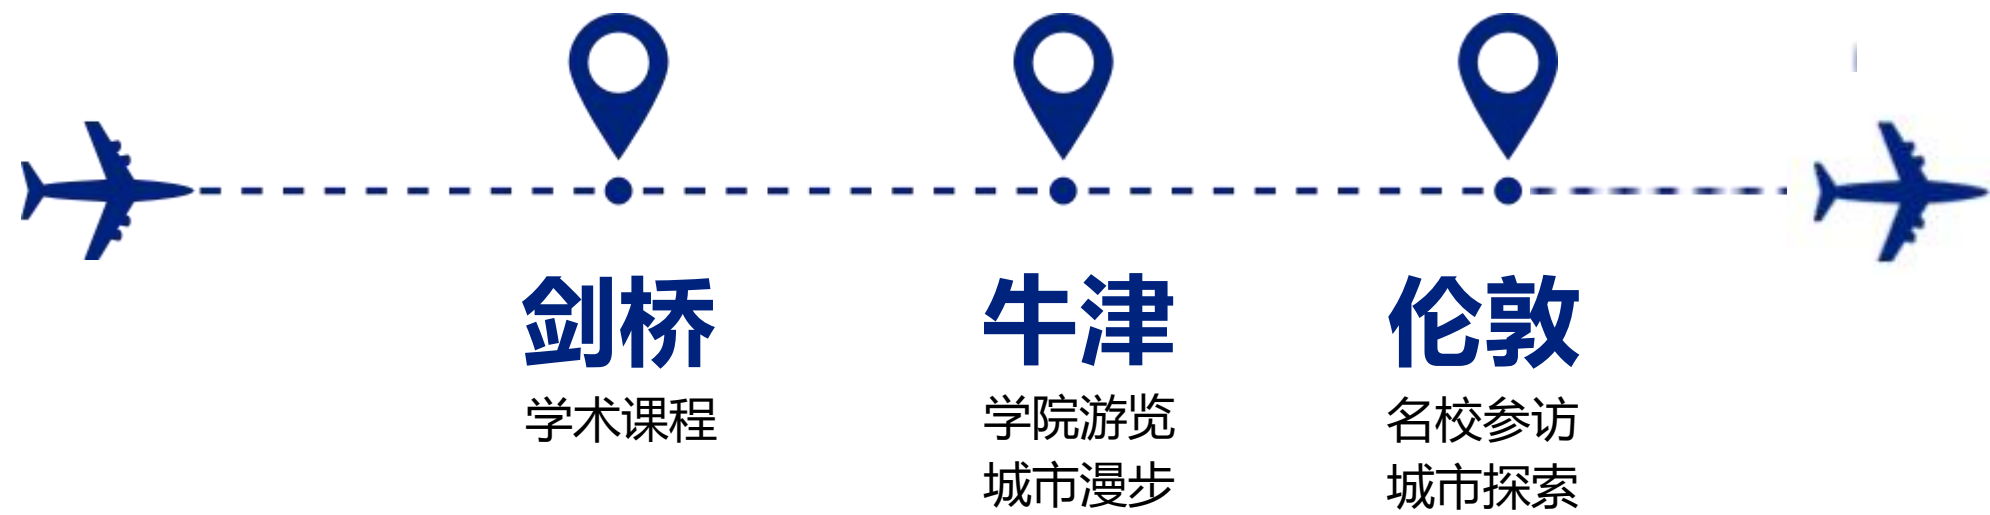 剑桥
学术课程
牛津
学院游览
城市漫步
伦敦
名校参访
城市探索